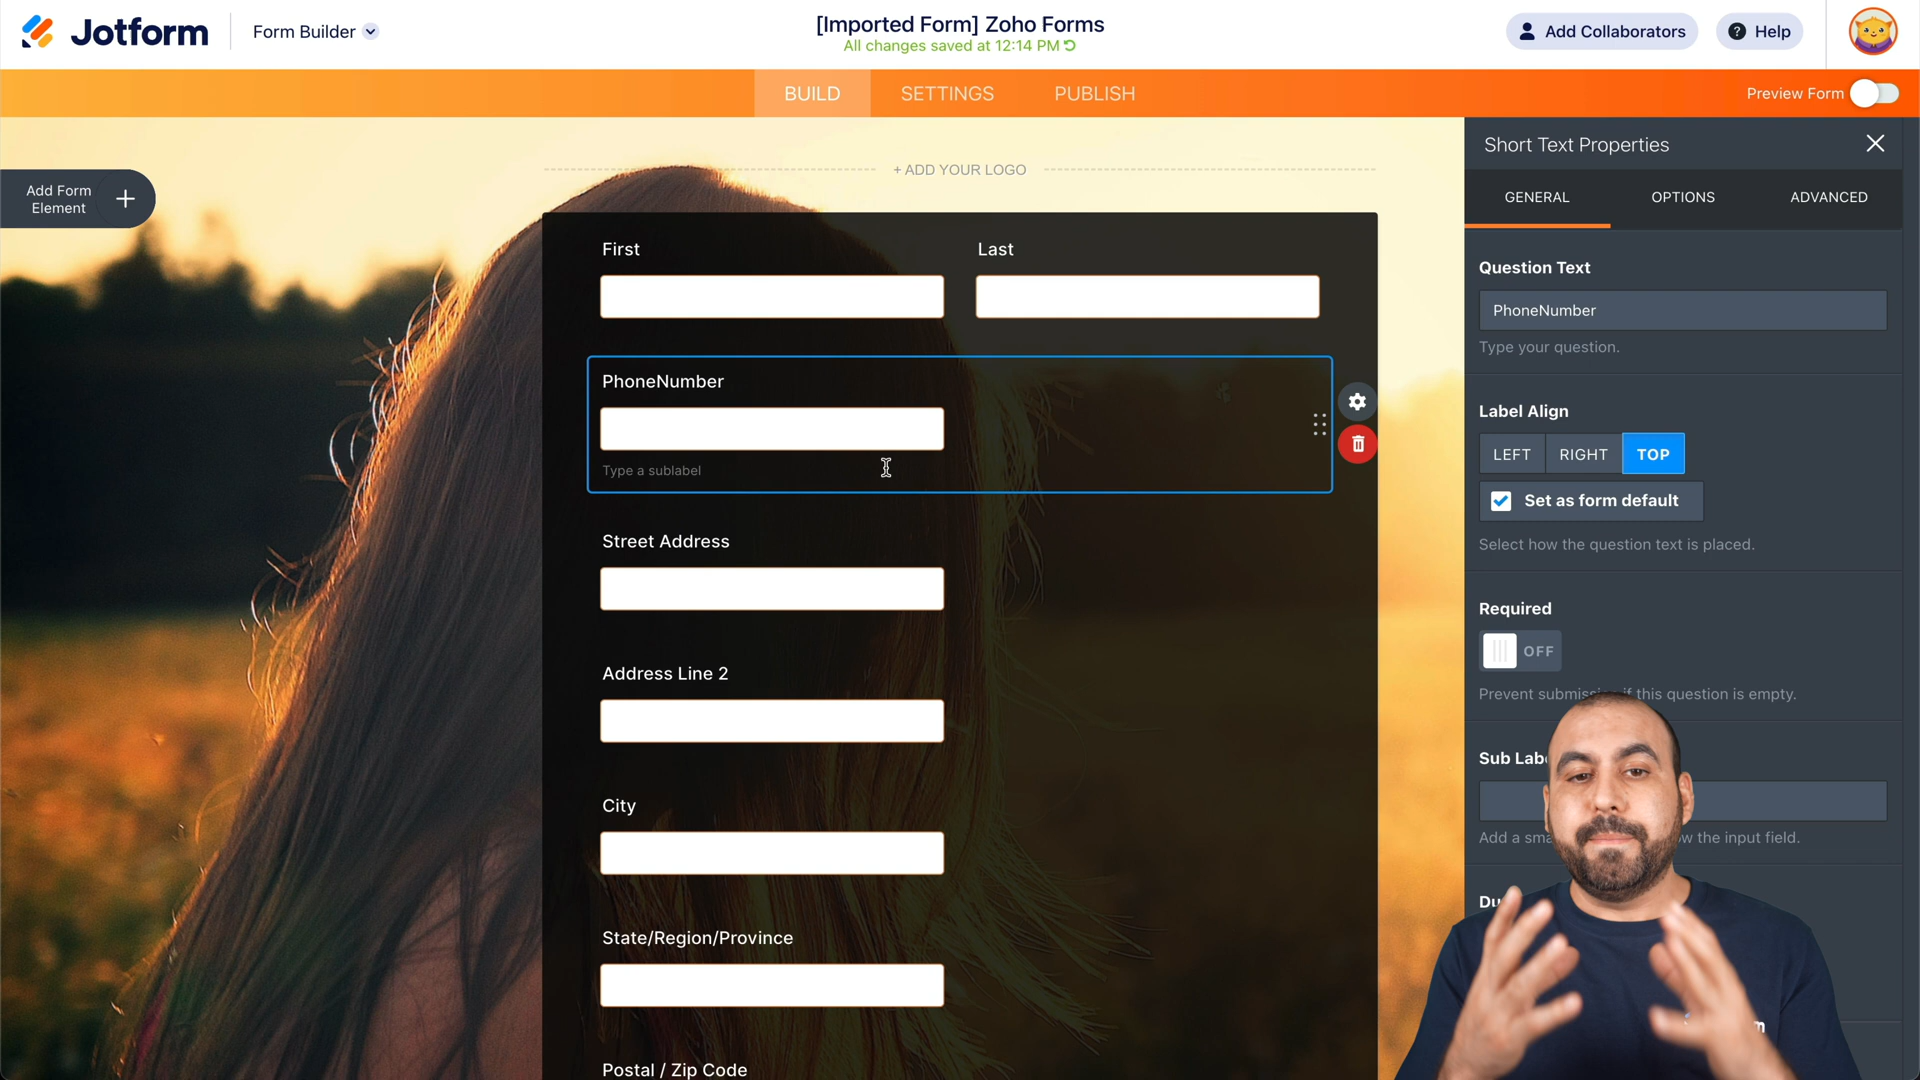 Jotform
Form Builder
[Imported Form] Zoho Forms
All changes saved at 12:14 PM
Add Collaborators
Help
BUILD
SETTINGS
PUBLISH
Preview Form
Add Form
Element
+ ADD YOUR LOGO
First
Last
PhoneNumber
Type a sublabel
Street Address
Address Line 2
City
State/Region/Province
Postal / Zip Code
Short Text Properties
GENERAL
OPTIONS
ADVANCED
Question Text
PhoneNumber
Type your question.
Label Align
LEFT
RIGHT
TOP
Set as form default
Select how the question text is placed.
Required
OFF
Prevent if this question is empty.
Sub
Add a the input field.